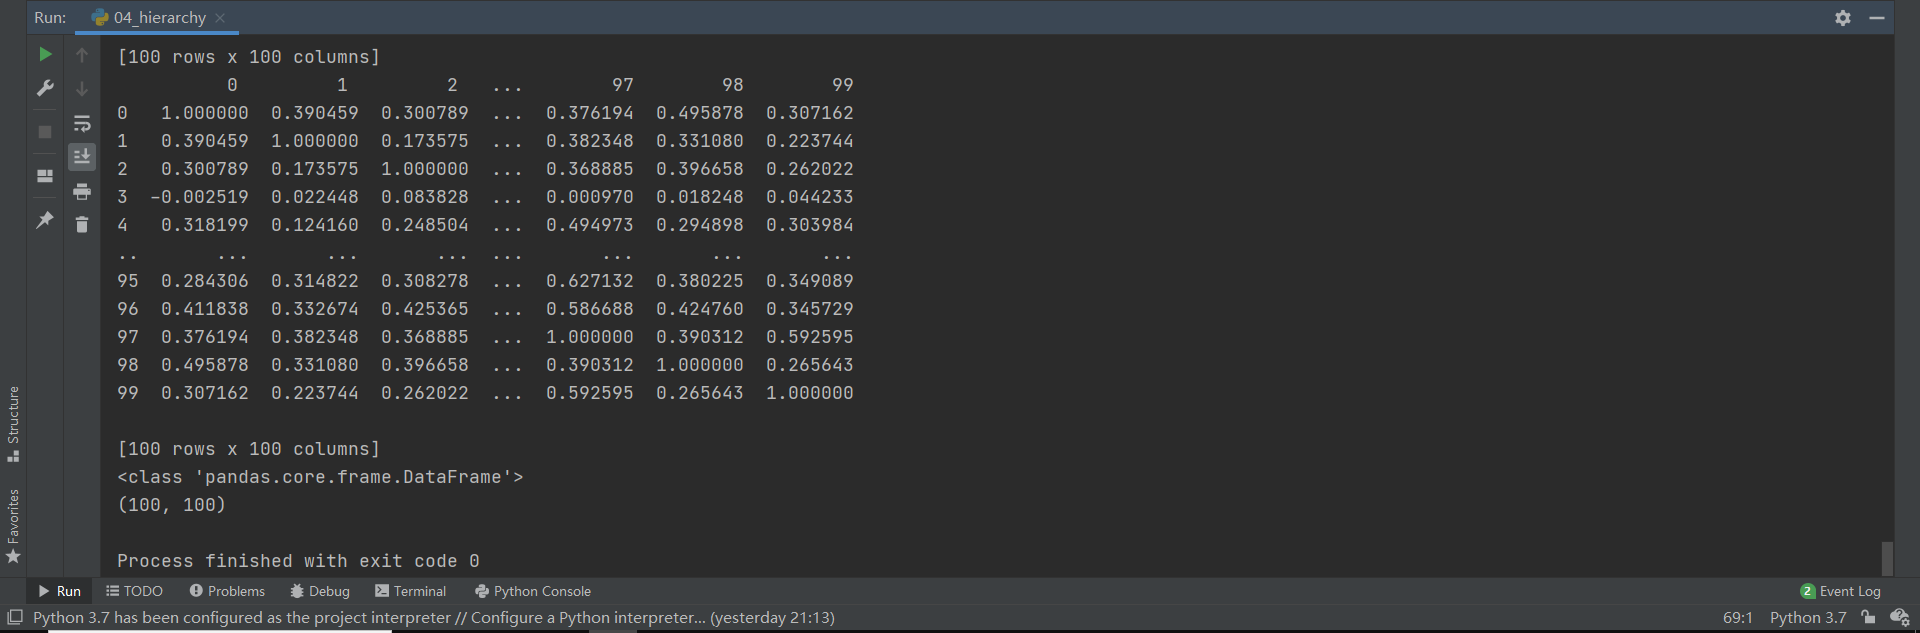 Run: 04_hierarchy
[100 rows x 100 columns]
0 1 2 ... 97 98 99
0 1.000000 0.390459 0.300789 ... 0.376194 0.495878 0.307162
1 0.390459 1.000000 0.173575 ... 0.382348 0.331080 0.223744
2 0.300789 0.173575 1.000000 ... 0.368885 0.396658 0.262022
3 -0.002519 0.022448 0.083828 ... 0.000970 0.018248 0.044233
4 0.318199 0.124160 0.248504 ... 0.494973 0.294898 0.303984
.. ... ... ... ... ... ... ...
95 0.284306 0.314822 0.308278 ... 0.627132 0.380225 0.349089
96 0.411838 0.332674 0.425365 ... 0.586688 0.424760 0.345729
97 0.376194 0.382348 0.368885 ... 1.000000 0.390312 0.592595
98 0.495878 0.331080 0.396658 ... 0.390312 1.000000 0.265643
99 0.307162 0.223744 0.262022 ... 0.592595 0.265643 1.000000
[100 rows x 100 columns]
<class 'pandas.core.frame.DataFrame'>
(100, 100)
Process finished with exit code 0
Structure
Favorites
Run TODO Problems Debug Terminal Python Console 2 Event Log
Python 3.7 has been configured as the project interpreter // Configure a Python interpreter... (yesterday 21:13) 69:1 Python 3.7